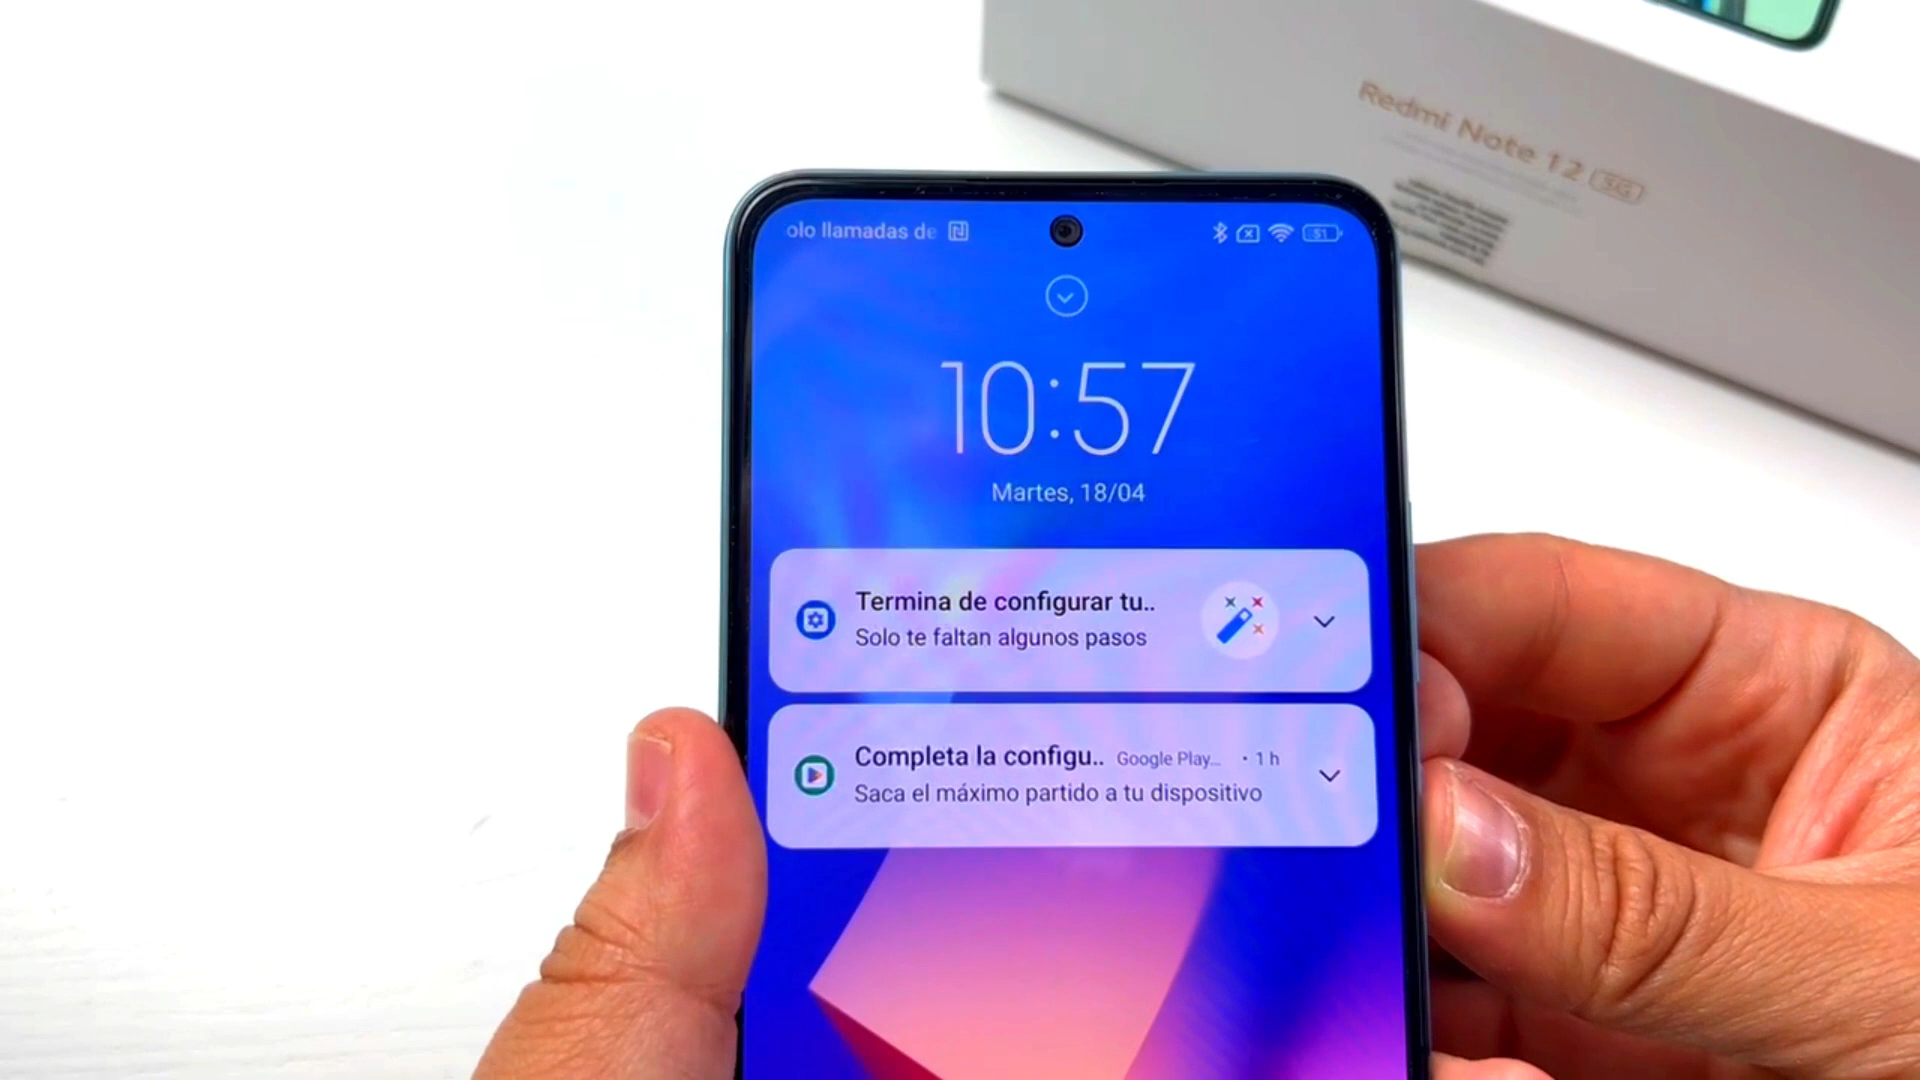 Redmi Note 12 5G
olo llamadas de
51
10:57
Martes, 18/04
Termina de configurar tu..
Solo te faltan algunos pasos
Completa la configu.. Google Play... • 1 h
Saca el máximo partido a tu dispositivo